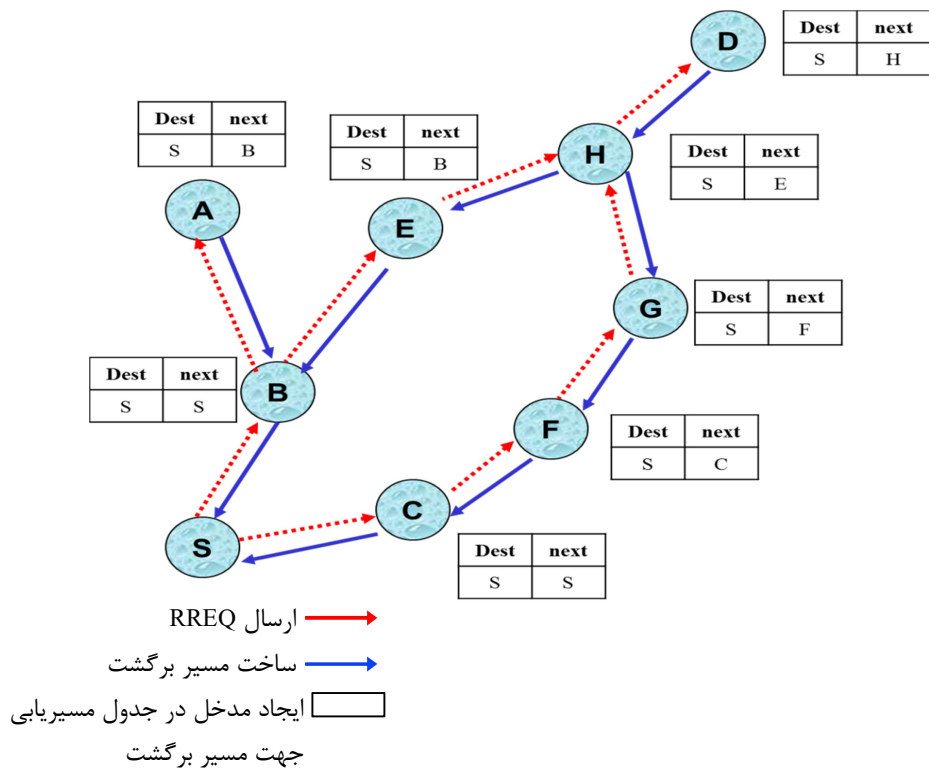 D
Dest next
S H
Dest next
S B
Dest next
S B
H
Dest next
S E
A
E
G
Dest next
S F
Dest next
S S
B
F
Dest next
S C
C
S
Dest next
S S
ارسال RREQ
ساخت مسیر برگشت
ایجاد مدخل در جدول مسیریابی
جهت مسیر برگشت